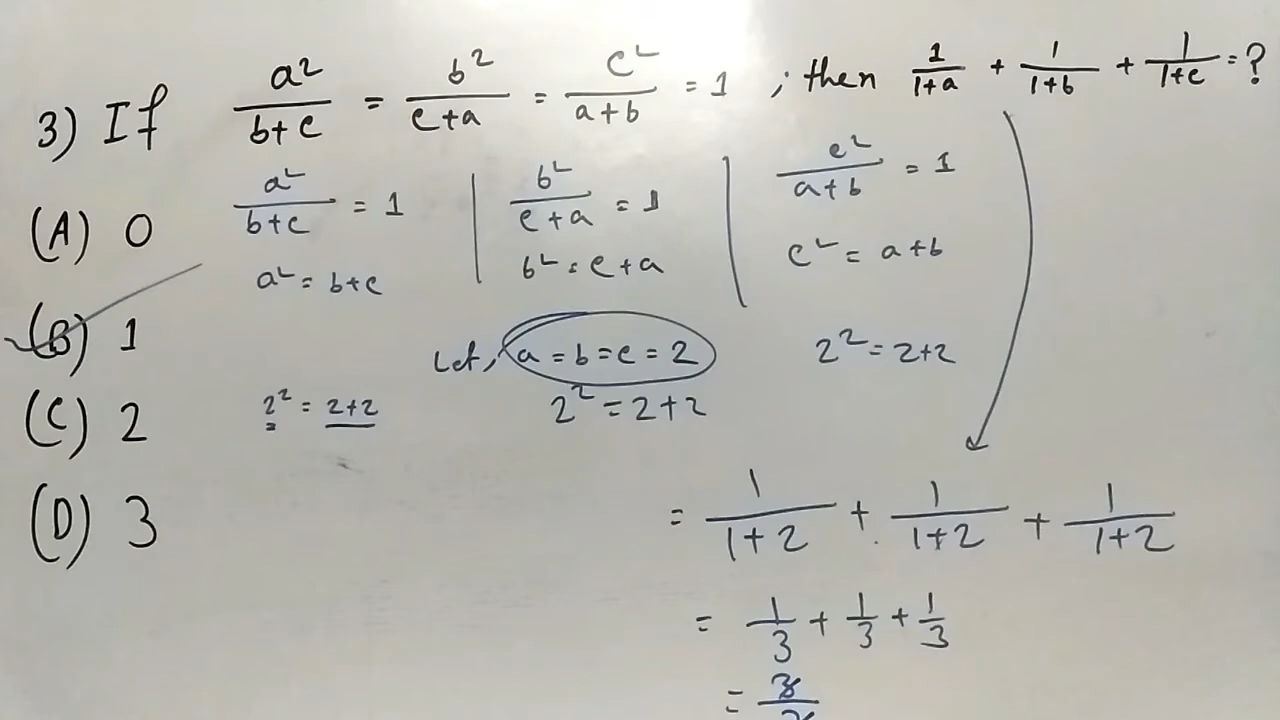 3) If a²/(b+c) = b²/(c+a) = c²/(a+b) = 1 ; then 1/(1+a) + 1/(1+b) + 1/(1+c) = ?
(A) 0
(B) 1
(C) 2
(D) 3
a²/(b+c) = 1
a² = b+c
2² = 2+2
b²/(c+a) = 1
b² = c+a
c²/(a+b) = 1
c² = a+b
Let, a = b = c = 2
2² = 2+2
2² = 2+2
= 1/(1+2) + 1/(1+2) + 1/(1+2)
= 1/3 + 1/3 + 1/3
= 3/3